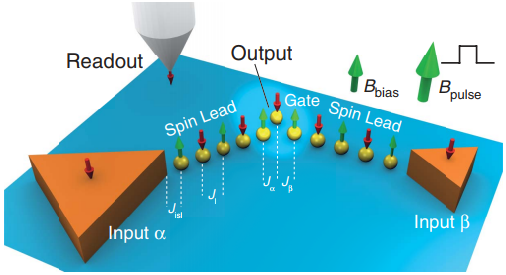 Readout
Output
B_bias
B_pulse
Spin Lead
Gate
Spin Lead
J_isl
J_l
J_α
J_β
Input α
Input β